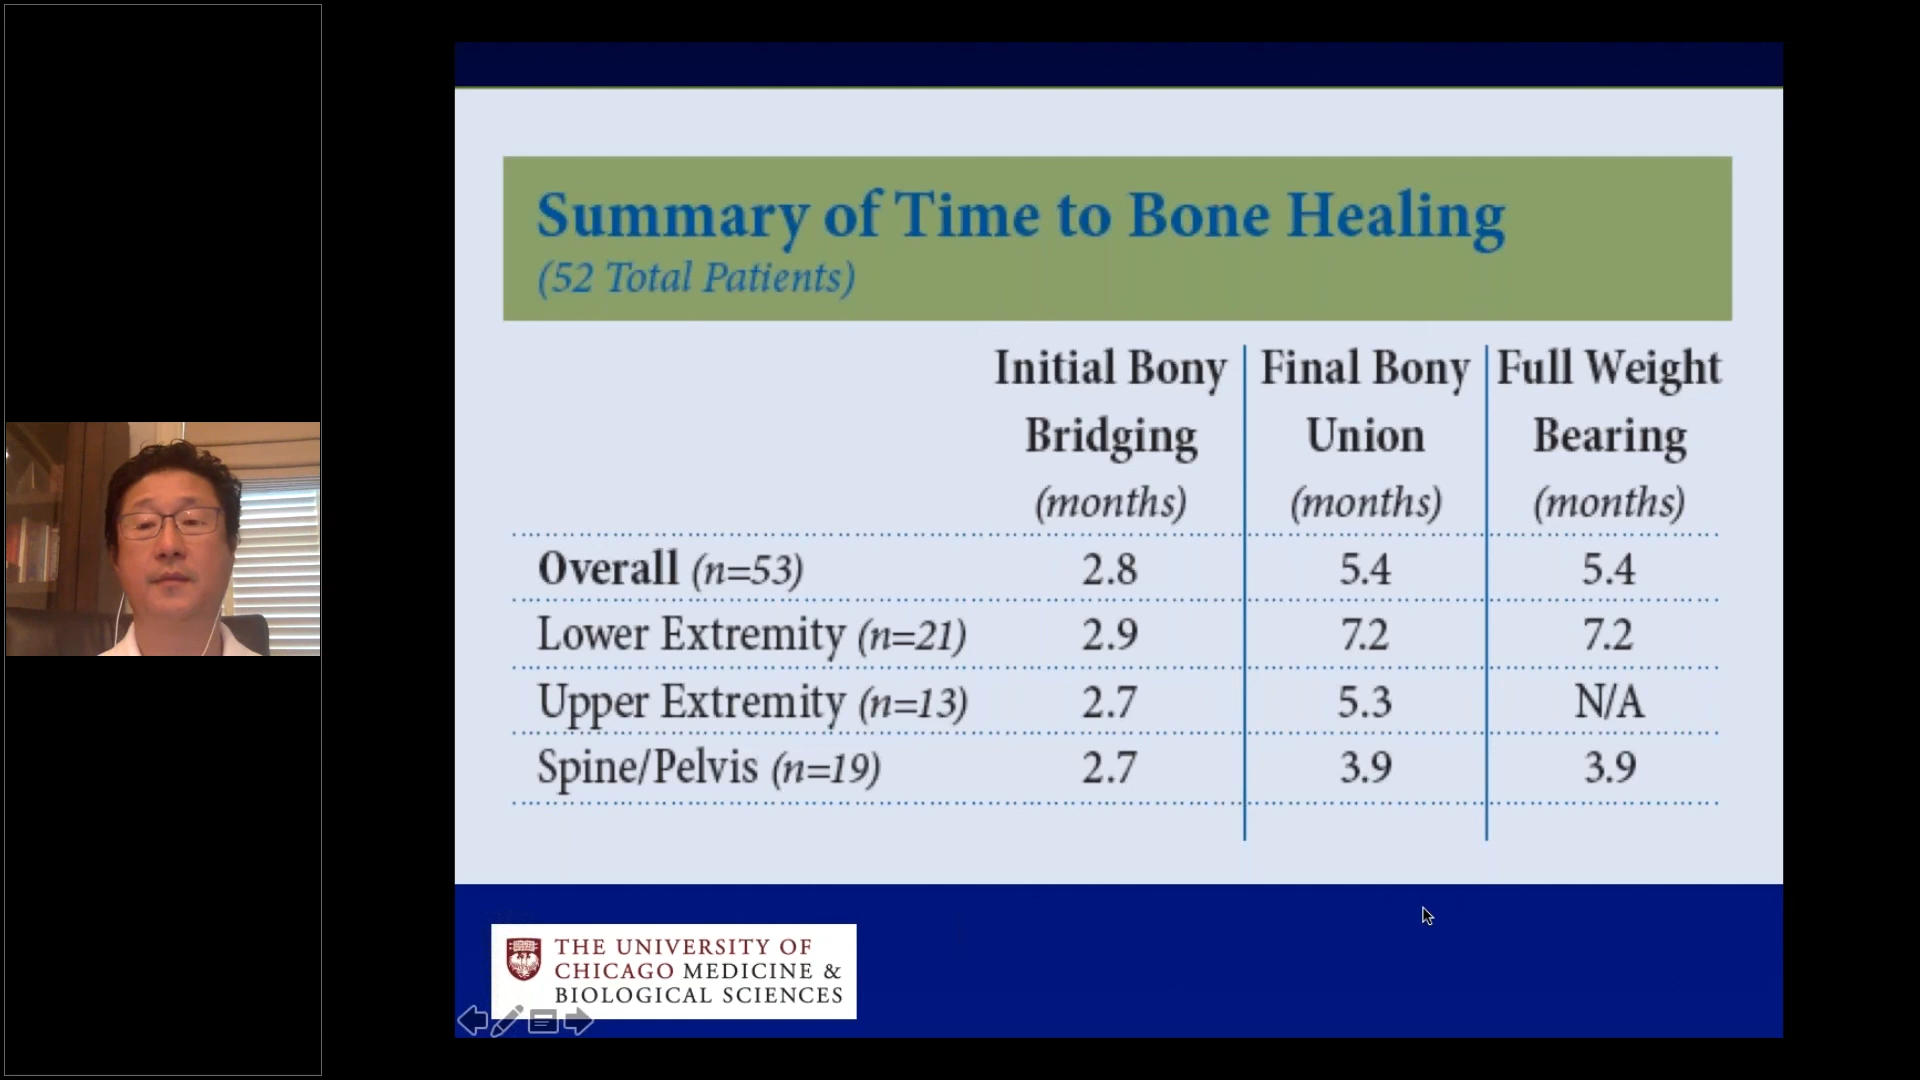 Summary of Time to Bone Healing
(52 Total Patients)
Initial Bony Bridging (months)
Final Bony Union (months)
Full Weight Bearing (months)
Overall (n=53) 2.8 5.4 5.4
Lower Extremity (n=21) 2.9 7.2 7.2
Upper Extremity (n=13) 2.7 5.3 N/A
Spine/Pelvis (n=19) 2.7 3.9 3.9
THE UNIVERSITY OF
CHICAGO MEDICINE &
BIOLOGICAL SCIENCES